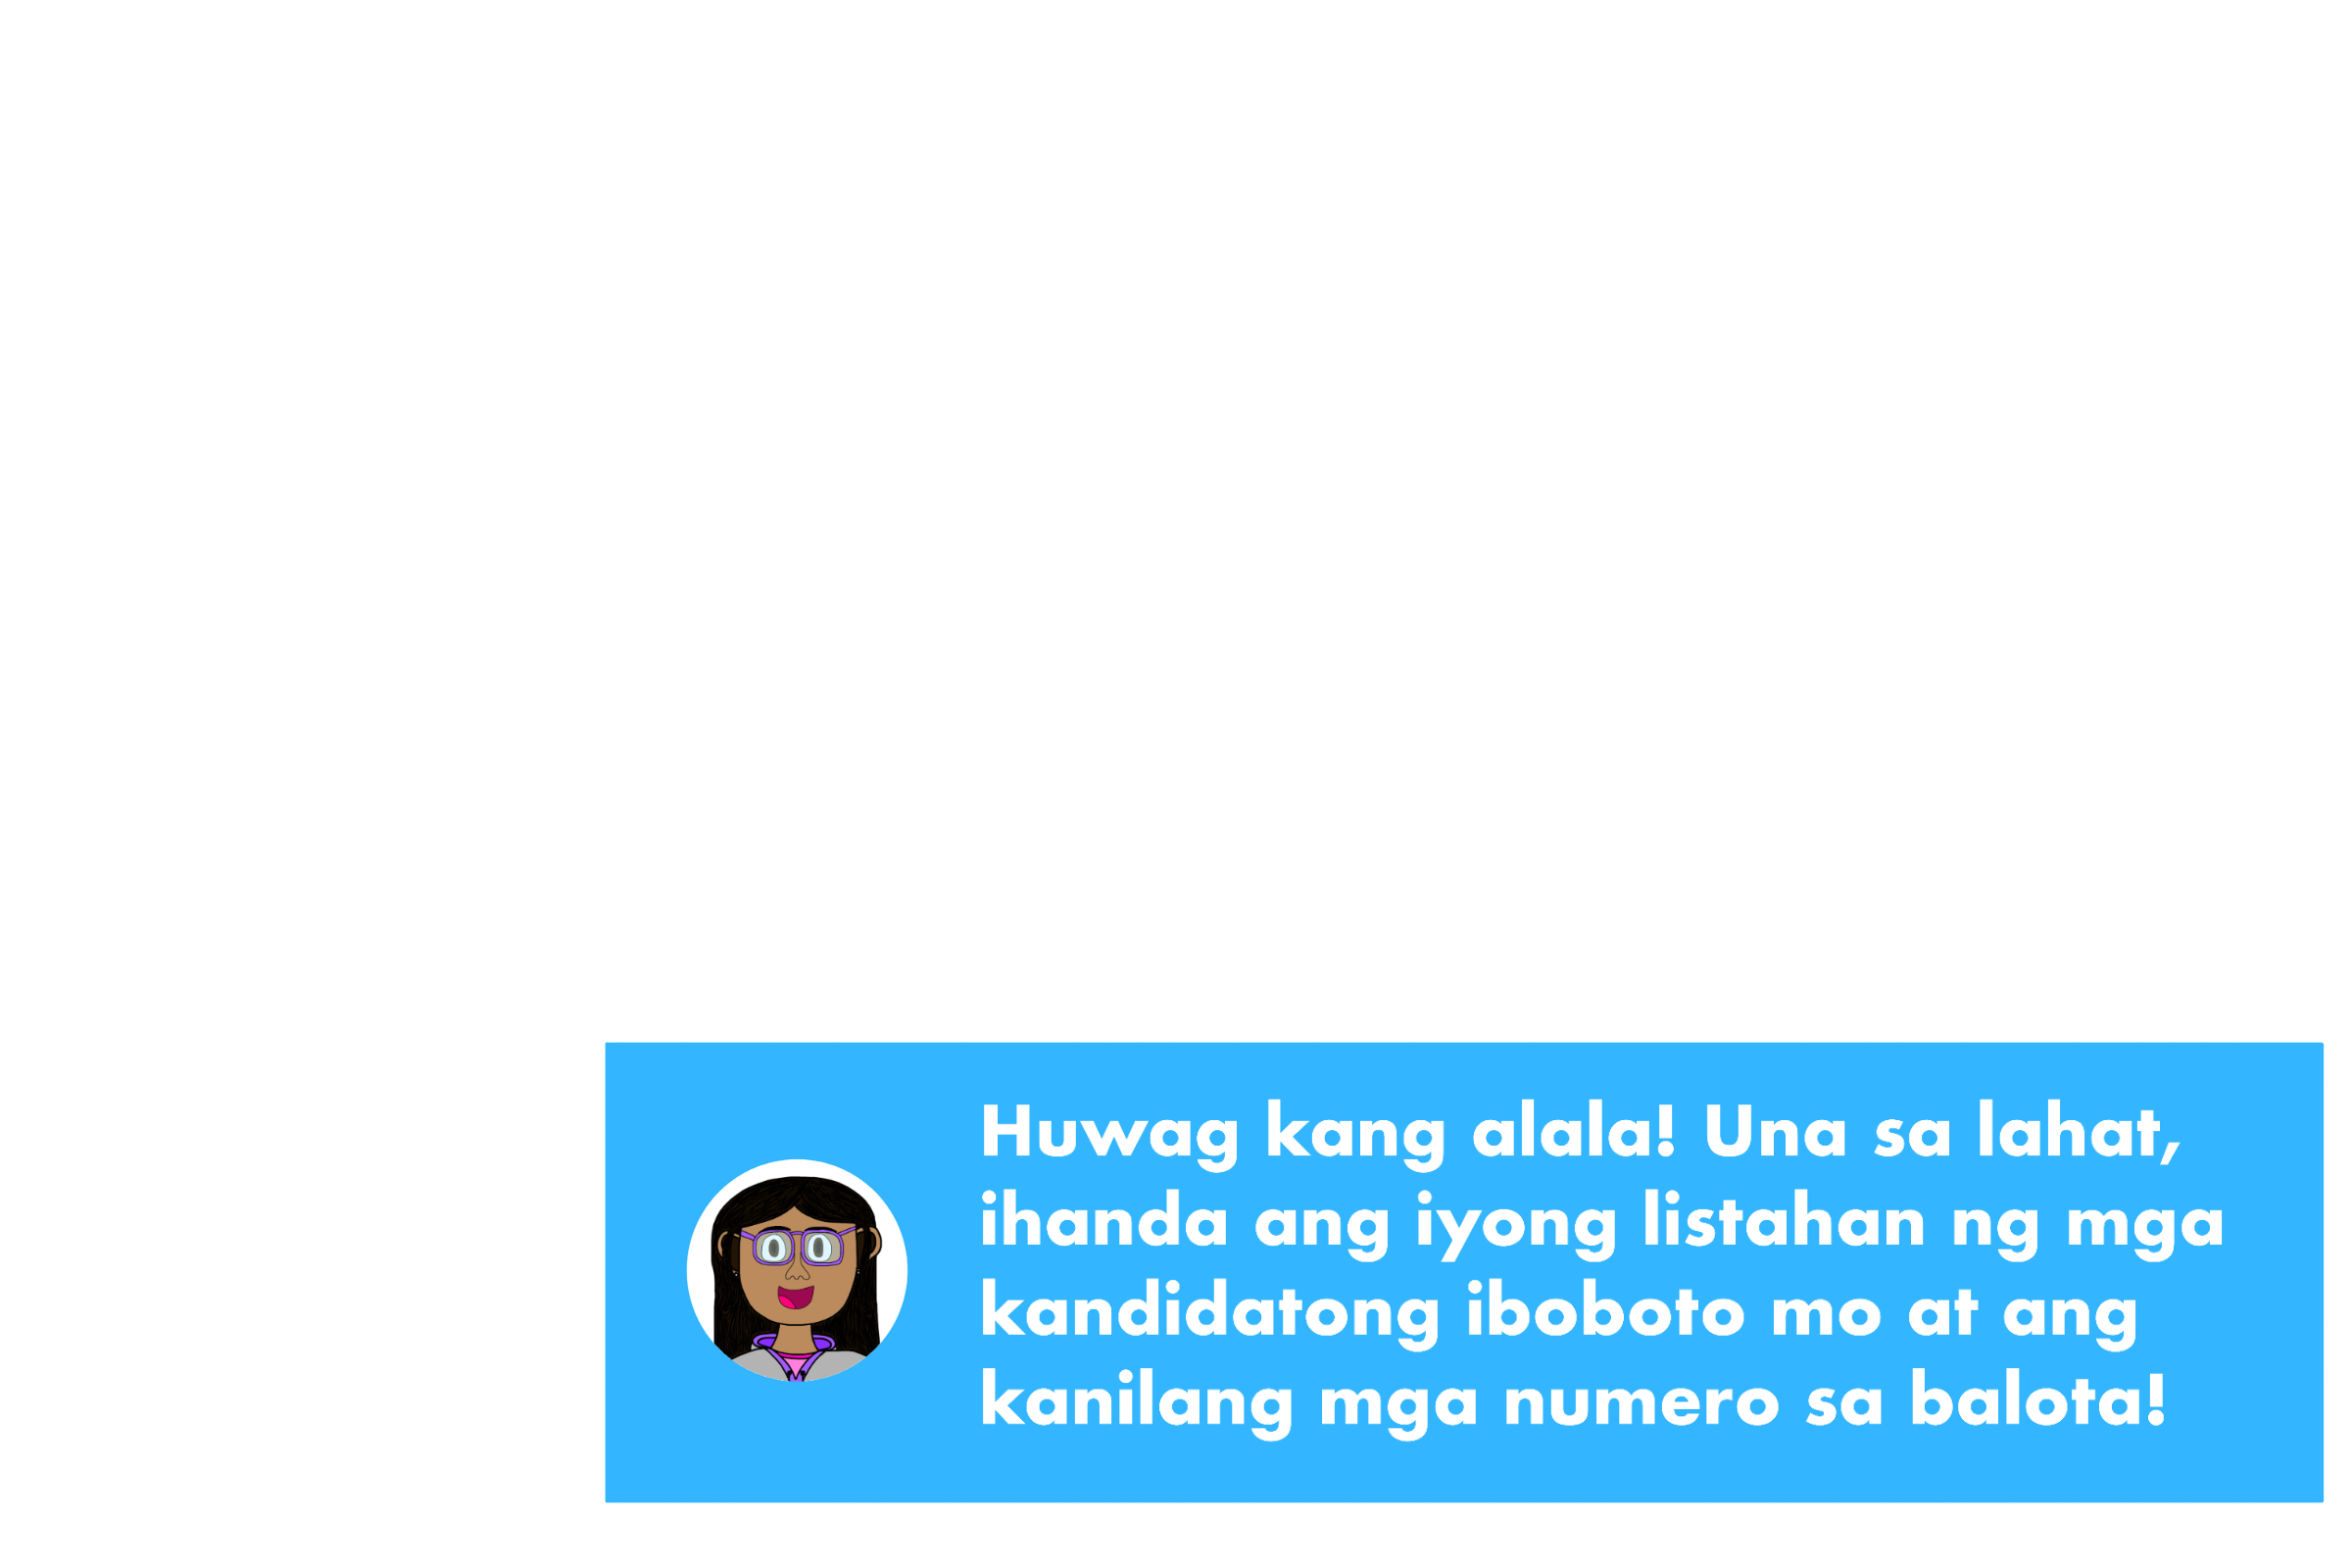 Huwag kang alala! Una sa lahat,
ihanda ang iyong listahan ng mga
kandidatong iboboto mo at ang
kanilang mga numero sa balota!